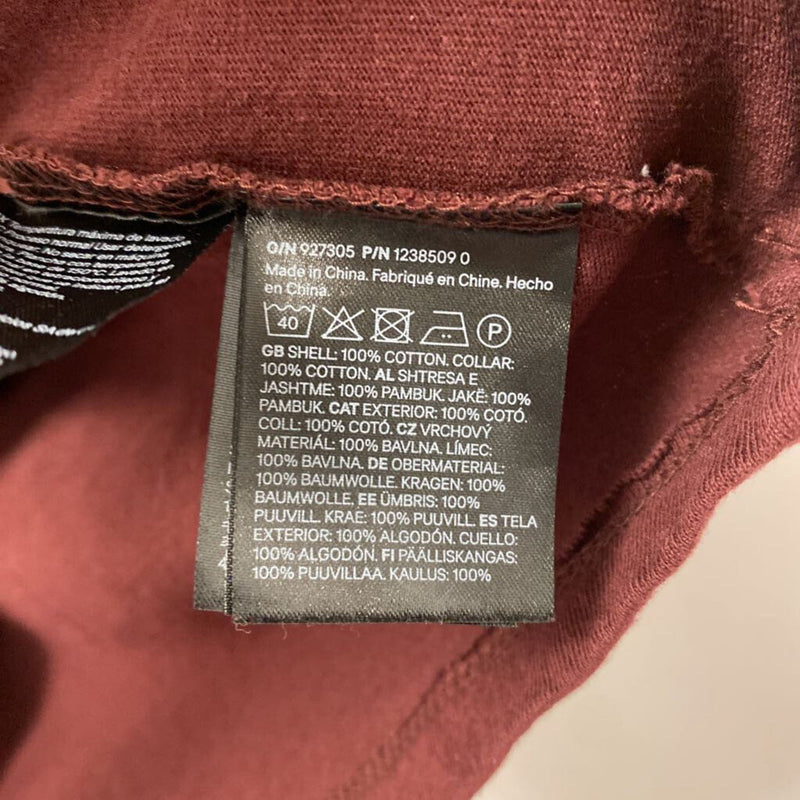 O/N 927305 P/N 1238509 0
Made in China. Fabriqué en Chine. Hecho
en China.
40 P
GB SHELL: 100% COTTON. COLLAR:
100% COTTON. AL SHTRESA E
JASHTME: 100% PAMBUK. JAKË: 100%
PAMBUK. CAT EXTERIOR: 100% COTÓ.
COLL: 100% COTÓ. CZ VRCHOVÝ
MATERIÁL: 100% BAVLNA. LÍMEC:
100% BAVLNA. DE OBERMATERIAL:
100% BAUMWOLLE. KRAGEN: 100%
BAUMWOLLE. EE ÜMBRIS: 100%
PUUVILL. KRAE: 100% PUUVILL. ES TELA
EXTERIOR: 100% ALGODÓN. CUELLO:
100% ALGODÓN. FI PÄÄLLISKANGAS:
100% PUUVILLAA. KAULUS: 100%